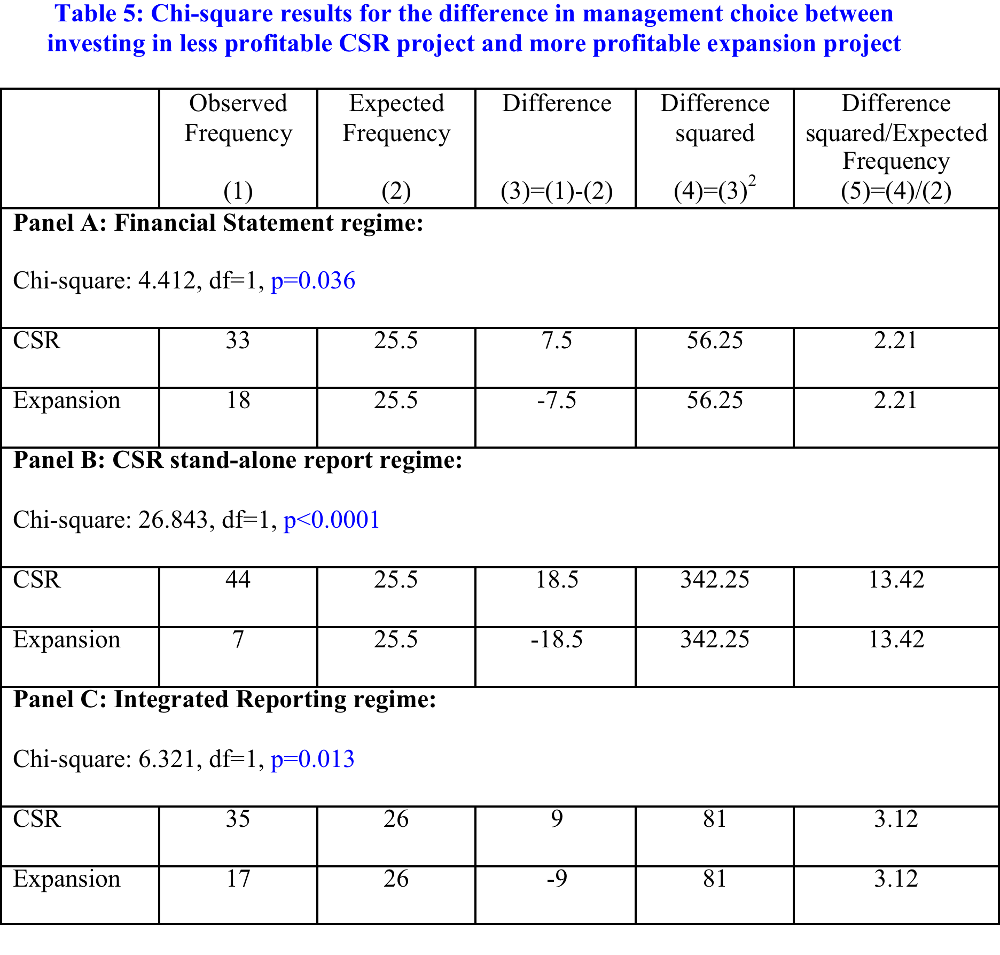 Table 5: Chi-square results for the difference in management choice between
investing in less profitable CSR project and more profitable expansion project
Observed Frequency (1) Expected Frequency (2) Difference (3)=(1)-(2) Difference squared (4)=(3)² Difference squared/Expected Frequency (5)=(4)/(2)
Panel A: Financial Statement regime:
Chi-square: 4.412, df=1, p=0.036
CSR 33 25.5 7.5 56.25 2.21
Expansion 18 25.5 -7.5 56.25 2.21
Panel B: CSR stand-alone report regime:
Chi-square: 26.843, df=1, p<0.0001
CSR 44 25.5 18.5 342.25 13.42
Expansion 7 25.5 -18.5 342.25 13.42
Panel C: Integrated Reporting regime:
Chi-square: 6.321, df=1, p=0.013
CSR 35 26 9 81 3.12
Expansion 17 26 -9 81 3.12